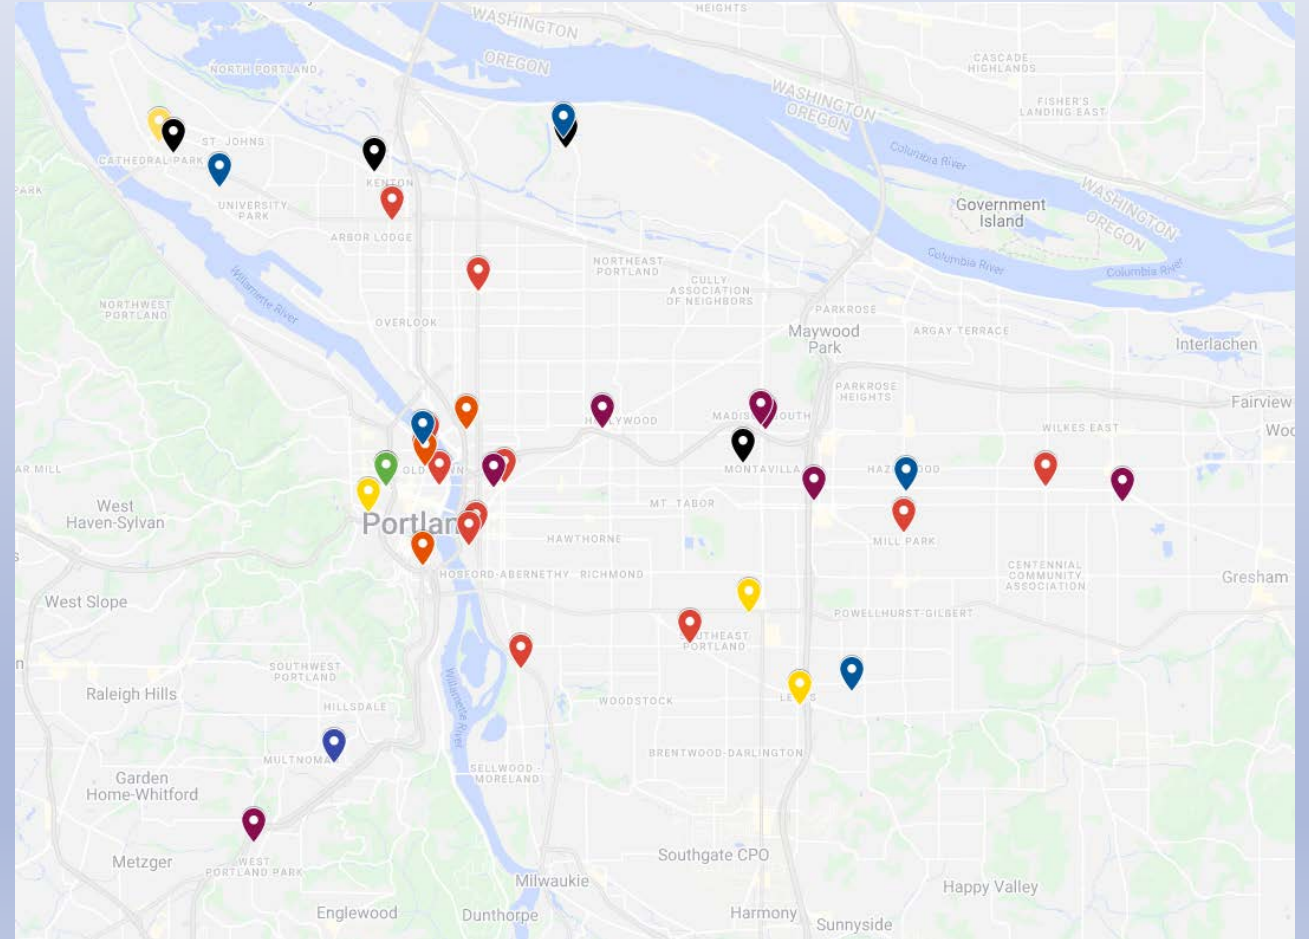 HEIGHTS
WASHINGTON
OREGON
NORTH PORTLAND
CASCADE
HIGHLANDS
WASHINGTON
OREGON
FISHER'S
LANDING EAST
ST. JOHNS
CATHEDRAL PARK
Columbia River
KENTON
PARK
WASHINGTON
OREGON
UNIVERSITY
PARK
Government
Island
ARBOR LODGE
Columbia River
Columbia River
NORTHEAST
PORTLAND
CULLY
ASSOCIATION
OF NEIGHBORS
Willamette River
NORTHWEST
PORTLAND
PARKROSE
OVERLOOK
Maywood
Park
ARGAY TERRACE
Interlachen
PARKROSE
HEIGHTS
Fairview
WILKES EAST
MONTAVILLA
AR MILL
West
Haven-Sylvan
MT. TABOR
Portlan
HAWTHORNE
MILL PARK
HOSFORD-ABERNETHY
RICHMOND
CENTENNIAL
COMMUNITY
ASSOCIATION
Gresham
West Slope
POWELLHURST-GILBERT
PORTLAND
SOUTHWEST
PORTLAND
Raleigh Hills
Willamette River
WOODSTOCK
HILLSDALE
BRENTWOOD-DARLINGTON
SELLWOOD -
MORELAND
Garden
Home-Whitford
Metzger
WEST
PORTLAND PARK
Southgate CPO
Milwaukie
Happy Valley
Englewood
Dunthorpe
Harmony
Sunnyside